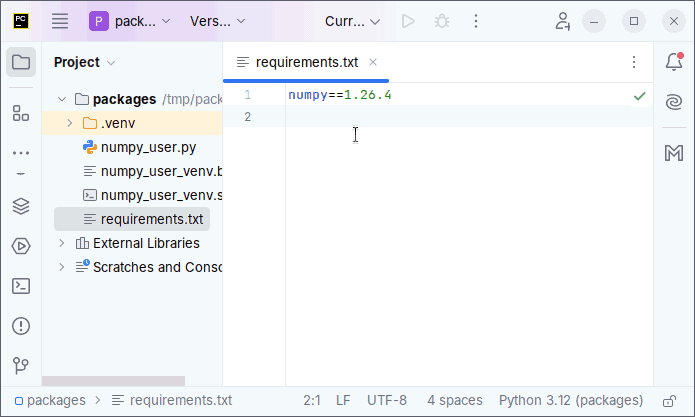 PC P pack... Vers... Curr...
Project
requirements.txt
packages /tmp/pack
.venv
numpy_user.py
numpy_user_venv.b
numpy_user_venv.s
requirements.txt
External Libraries
Scratches and Conso
1 numpy==1.26.4
2
packages > requirements.txt 2:1 LF UTF-8 4 spaces Python 3.12 (packages)